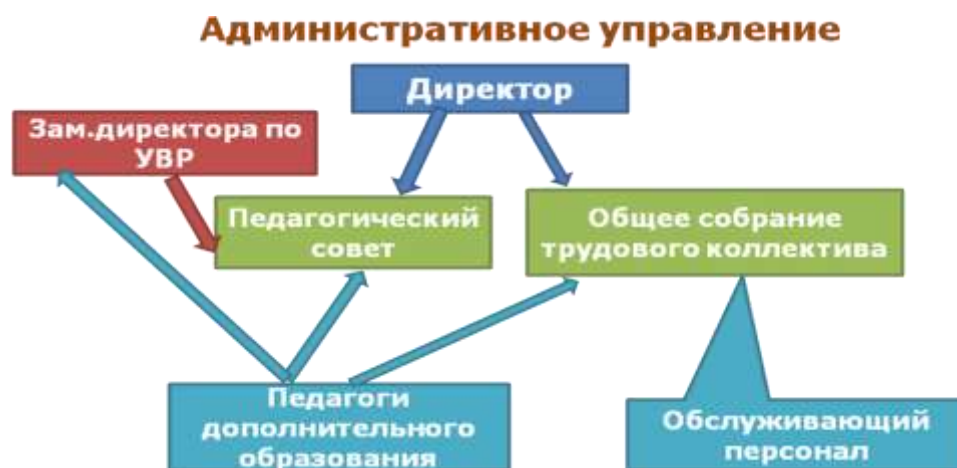 Административное управление
Директор
Зам.директора по
УВР
Педагогический
совет
Общее собрание
трудового коллектива
Педагоги
дополнительного
образования
Обслуживающий
персонал